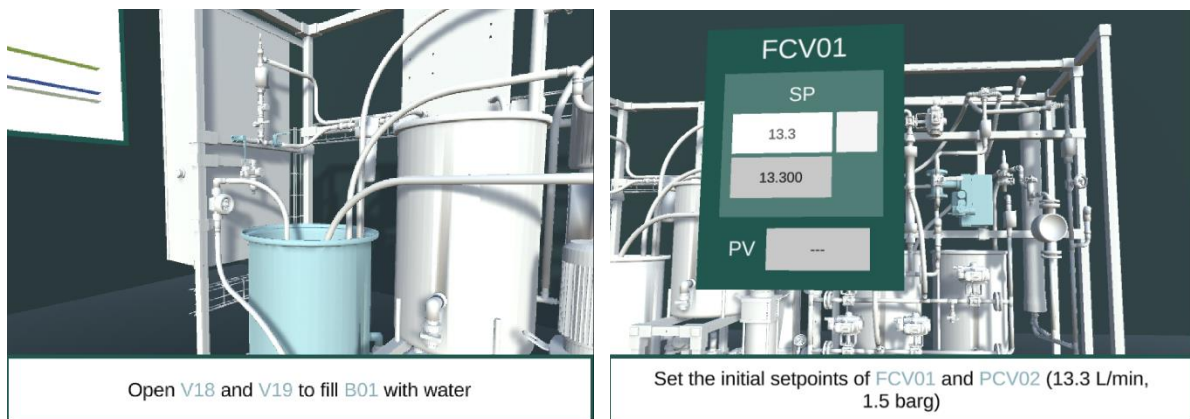 Open V18 and V19 to fill B01 with water
FCV01
SP
13.3
13.300
PV ---
Set the initial setpoints of FCV01 and PCV02 (13.3 L/min,
1.5 barg)